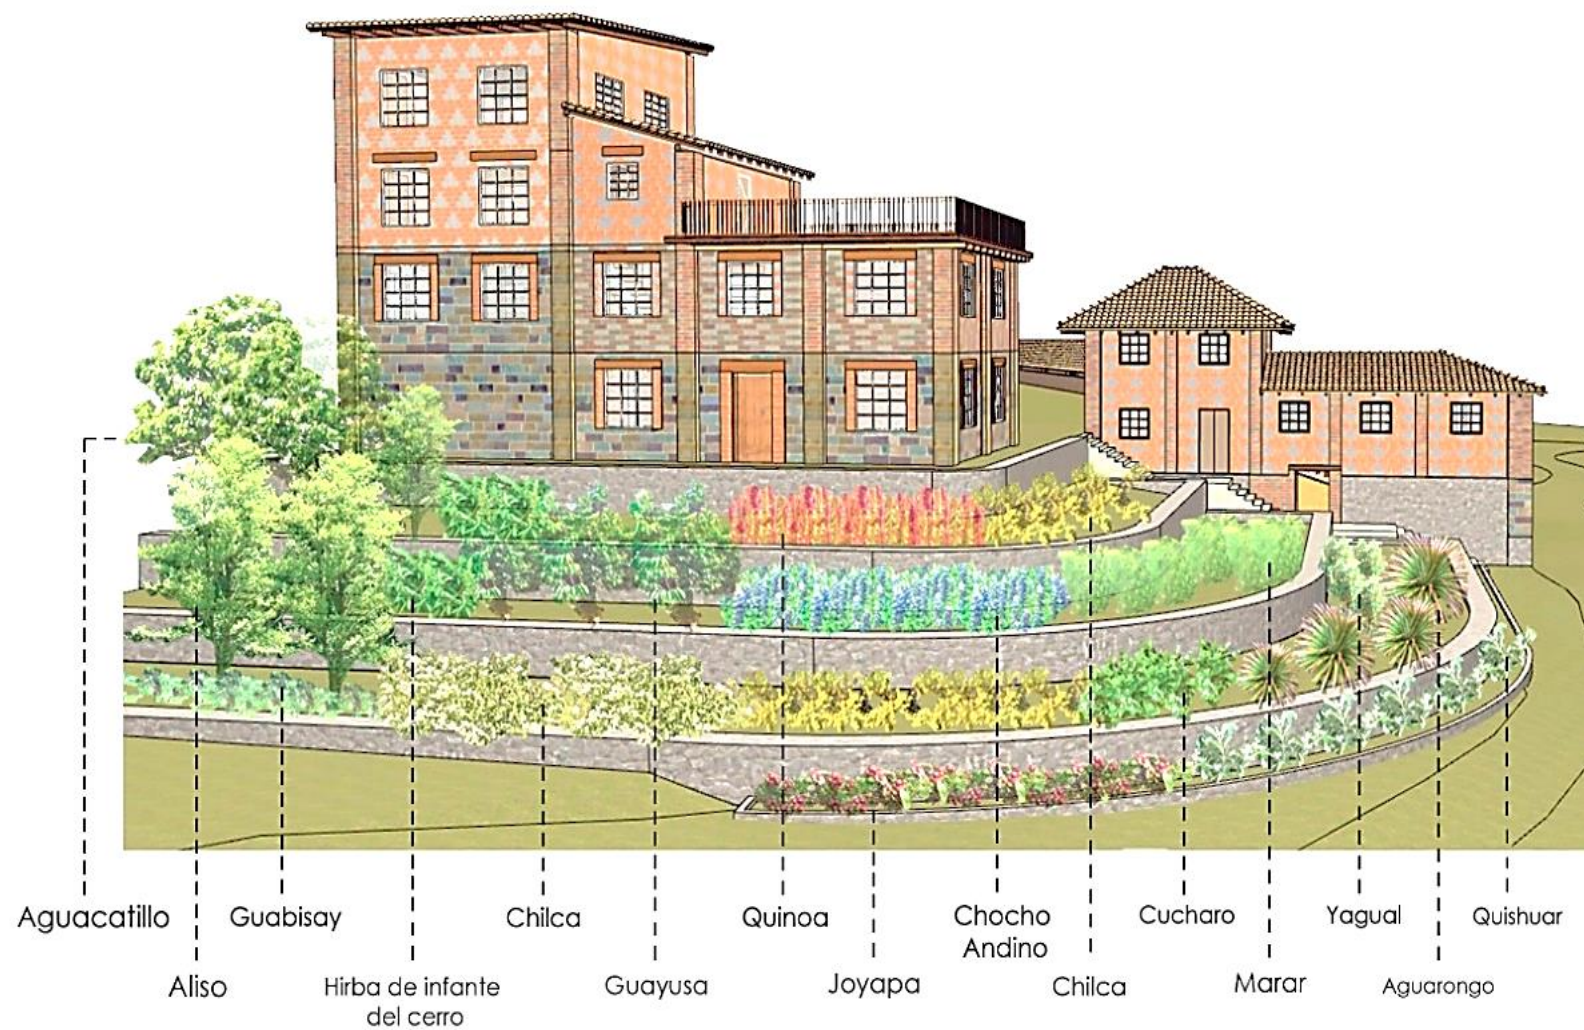 Aguacatillo
Guabisay
Chilca
Quinoa
Chocho
Andino
Cucharo
Yagual
Quishuar
Aliso
Hirba de infante
del cerro
Guayusa
Joyapa
Chilca
Marar
Aguarongo